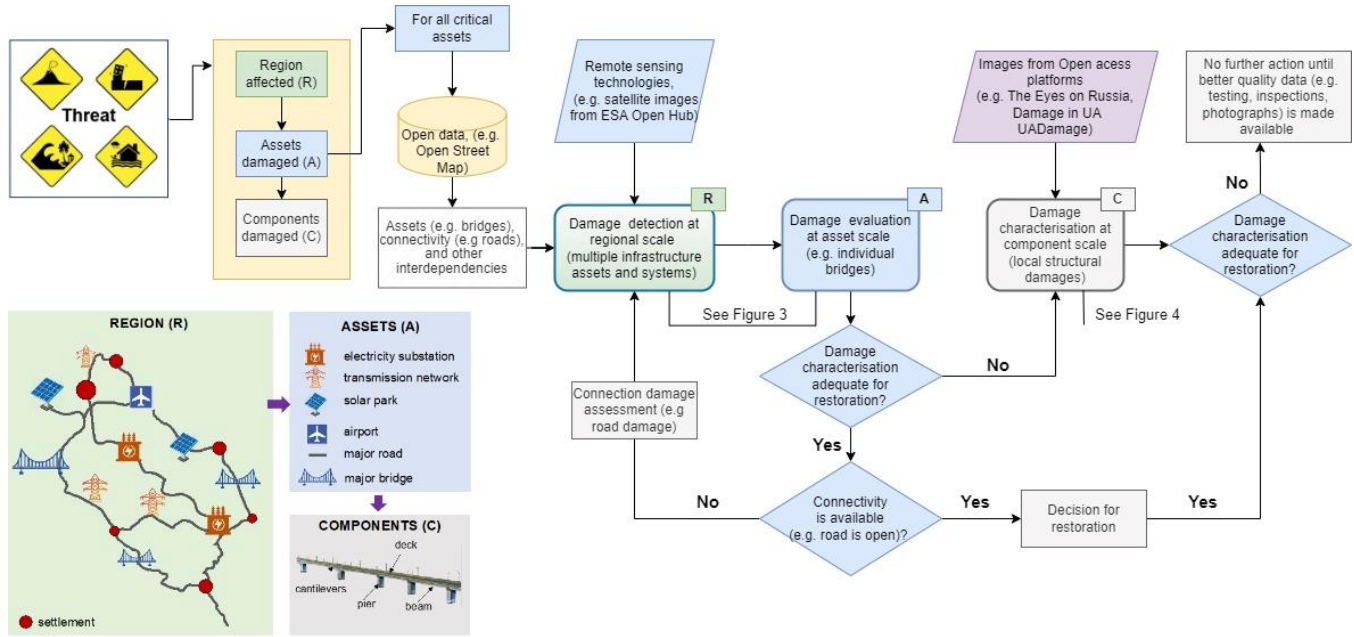 Threat
Region
affected (R)
Assets
damaged (A)
Components
damaged (C)
For all critical
assets
Open data, (e.g.
Open Street
Map)
Assets (e.g. bridges),
connectivity (e.g roads),
and other
interdependencies
Remote sensing
technologies,
(e.g. satellite images
from ESA Open Hub)
R
Damage detection at
regional scale
(multiple infrastructure
assets and systems)
A
Damage evaluation
at asset scale
(e.g. individual
bridges)
See Figure 3
Images from Open acess
platforms
(e.g. The Eyes on Russia,
Damage in UA
UADamage)
C
Damage
characterisation at
component scale
(local structural
damages)
See Figure 4
No further action until
better quality data (e.g.
testing, inspections,
photographs) is made
available
No
Damage
characterisation
adequate for
restoration?
Damage
characterisation
adequate for
restoration?
No
Yes
Connection damage
assessment (e.g
road damage)
No
Connectivity
is available
(e.g. road is open)?
Yes
Decision for
restoration
Yes
REGION (R)
settlement
ASSETS (A)
electricity substation
transmission network
solar park
airport
major road
major bridge
COMPONENTS (C)
deck
cantilevers
pier
beam